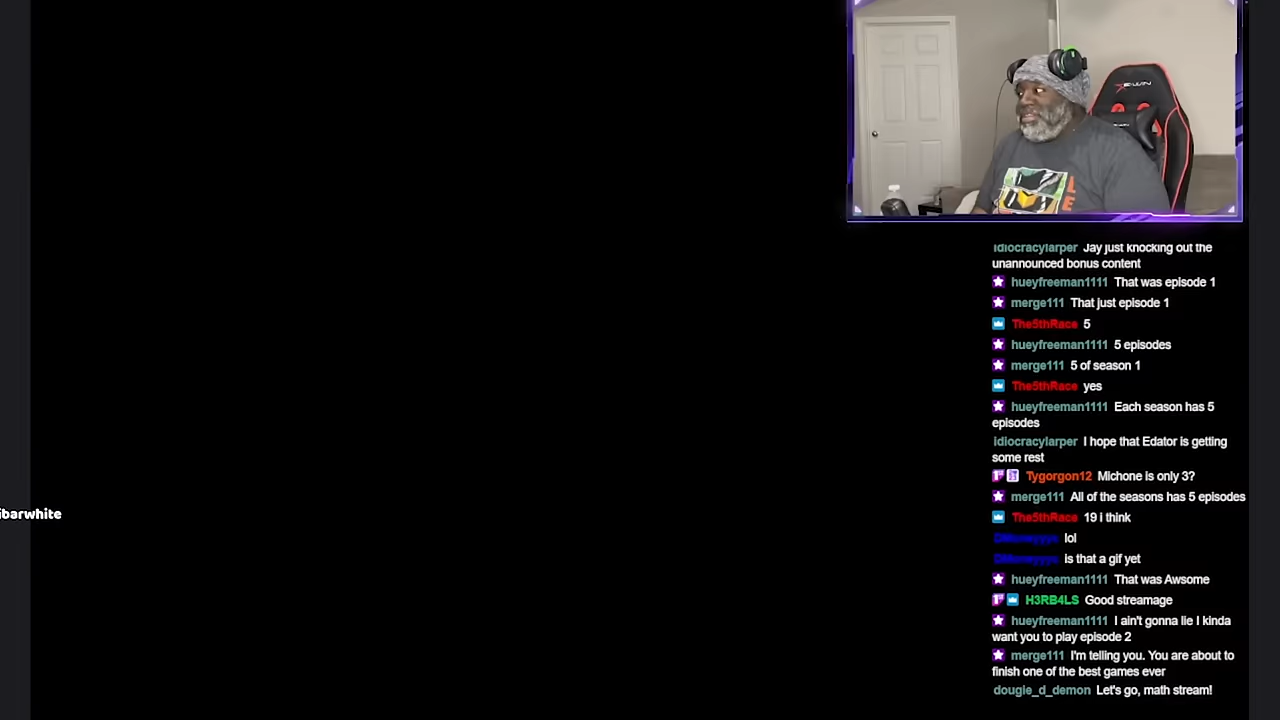 idiocracylarper Jay just knocking out the
unannounced bonus content
hueyfreeman1111 That was episode 1
merge111 That just episode 1
The5thRace 5
hueyfreeman1111 5 episodes
merge111 5 of season 1
The5thRace yes
hueyfreeman1111 Each season has 5
episodes
idiocracylarper I hope that Edator is getting
some rest
Tygorgon12 Michone is only 3?
merge111 All of the seasons has 5 episodes
ibarwhite
The5thRace 19 i think
lol
is that a gif yet
hueyfreeman1111 That was Awsome
H3RB4LS Good streamage
hueyfreeman1111 I ain't gonna lie I kinda
want you to play episode 2
merge111 I'm telling you. You are about to
finish one of the best games ever
dougie_d_demon Let's go, math stream!